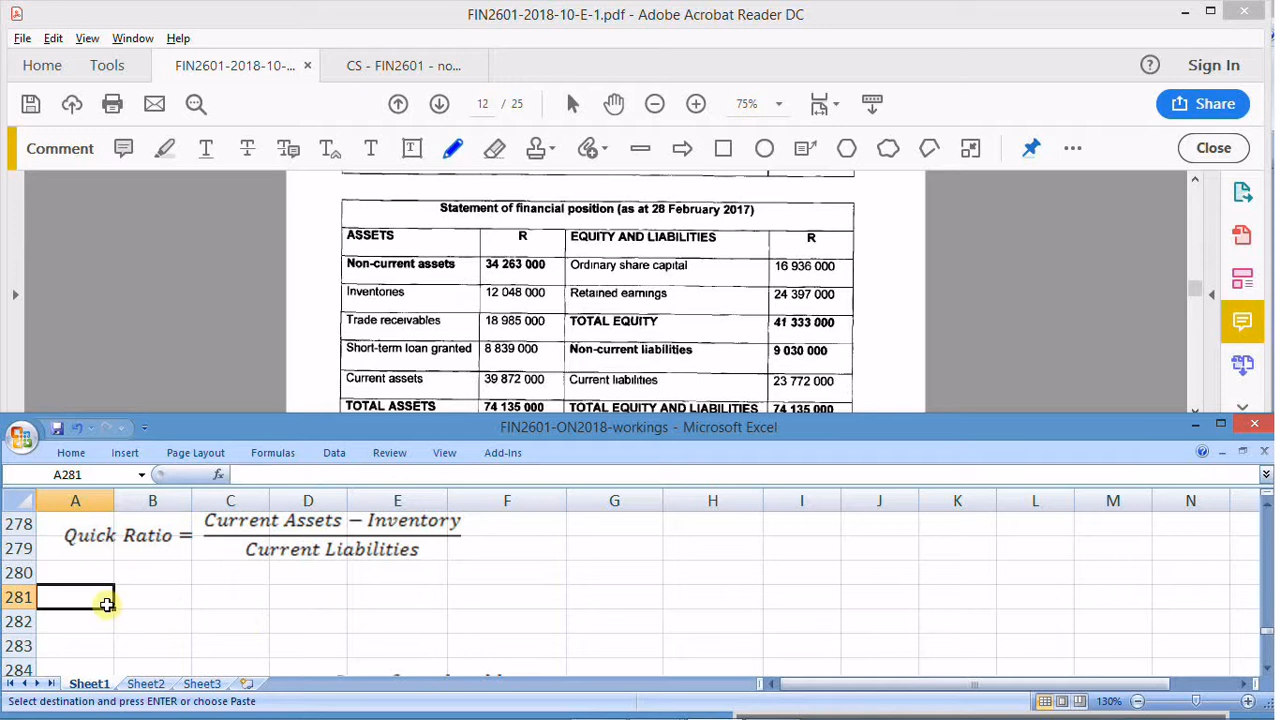 FIN2601-2018-10-E-1.pdf - Adobe Acrobat Reader DC
File Edit View Window Help
Home Tools FIN2601-2018-10-... × CS - FIN2601 - no... ? Sign In
12 / 25 75% Share
Comment T T T T Close
Statement of financial position (as at 28 February 2017)
ASSETS R EQUITY AND LIABILITIES R
Non-current assets 34 263 000 Ordinary share capital 16 936 000
Inventories 12 048 000 Retained earnings 24 397 000
Trade receivables 18 985 000 TOTAL EQUITY 41 333 000
Short-term loan granted 8 839 000 Non-current liabilities 9 030 000
Current assets 39 872 000 Current liabilities 23 772 000
TOTAL ASSETS 74 135 000 TOTAL EQUITY AND LIABILITIES 74 135 000
FIN2601-ON2018-workings - Microsoft Excel
Home Insert Page Layout Formulas Data Review View Add-Ins
A281 fx
A B C D E F G H I J K L M N
278
279
280
281
282
283
284
Quick Ratio = Current Assets − Inventory
Current Liabilities
Sheet1 Sheet2 Sheet3
Select destination and press ENTER or choose Paste 130%